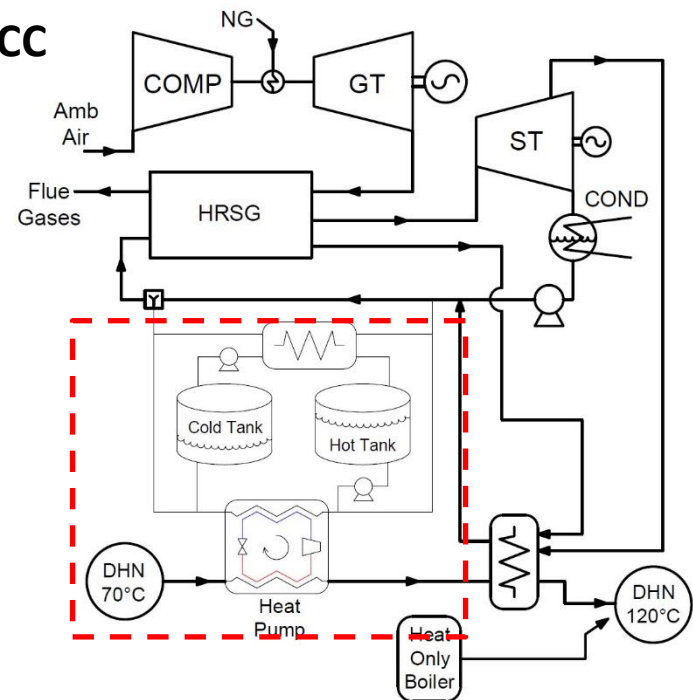 CC
NG
COMP
GT
Amb
Air
ST
Flue
Gases
HRSG
COND
Y
Cold Tank
Hot Tank
DHN
70°C
Heat
Pump
DHN
120°C
Heat
Only
Boiler